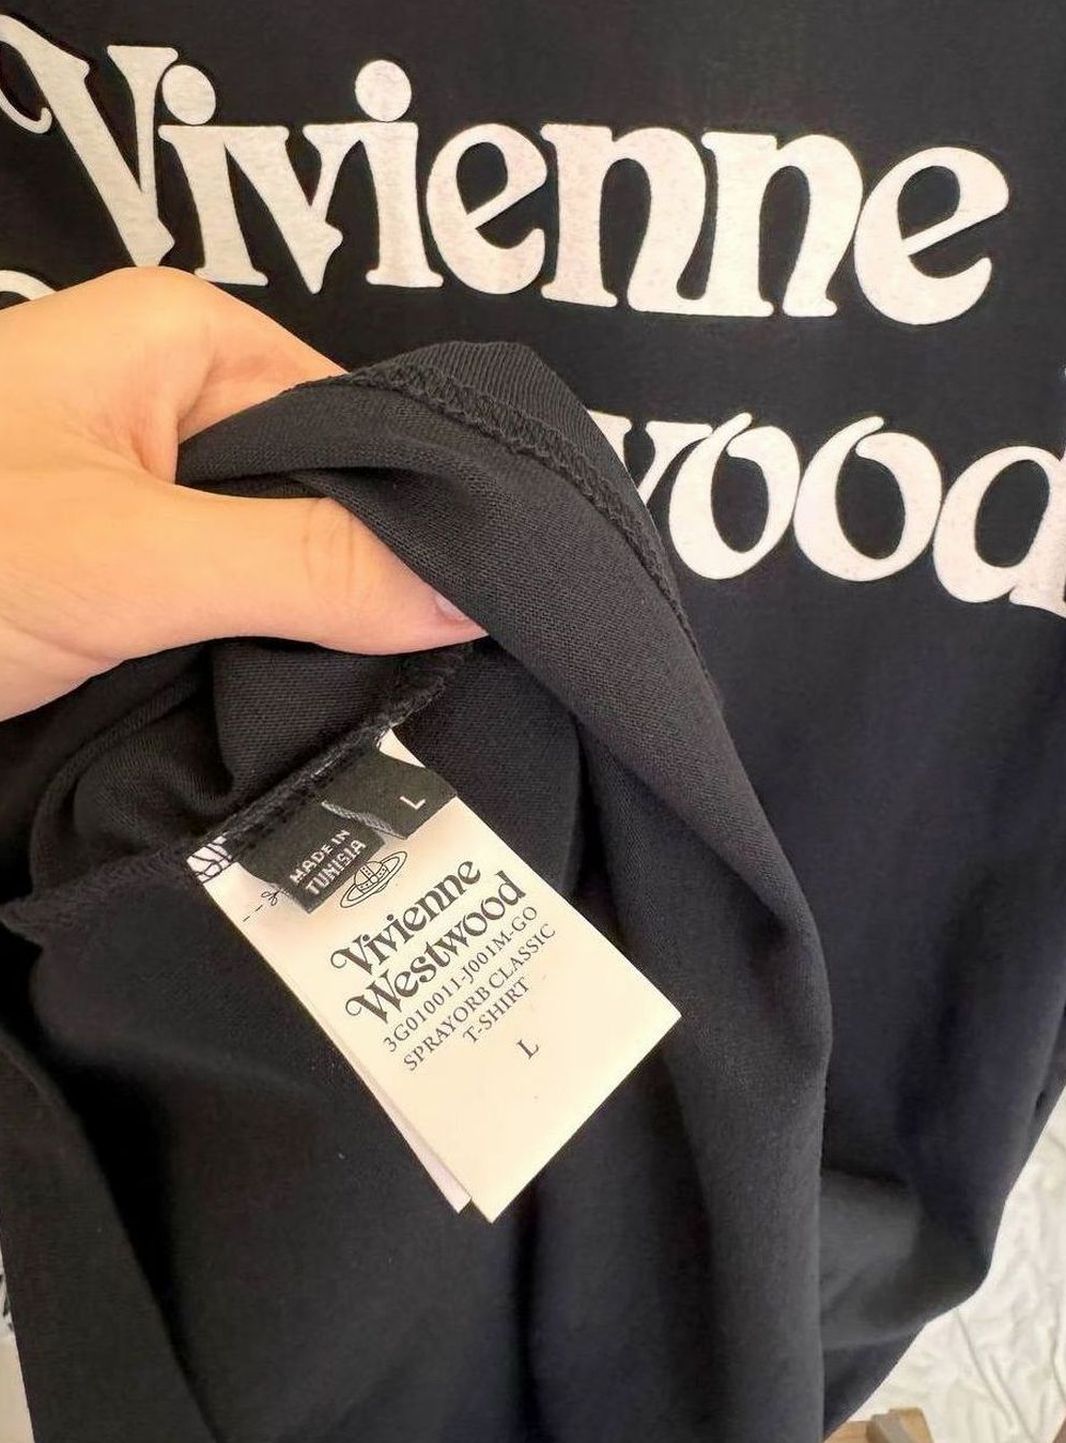 Vivienne
wood
L
MADE IN
TUNISIA
Vivienne
Westwood
3G010011-J001M-GO
SPRAYORB CLASSIC
T-SHIRT
L